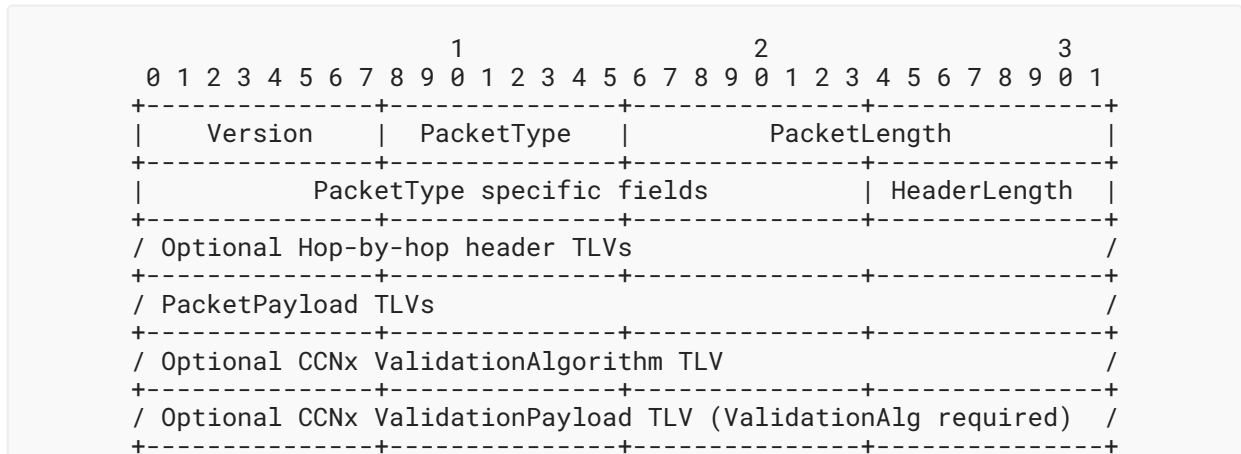 1                   2                   3
 0 1 2 3 4 5 6 7 8 9 0 1 2 3 4 5 6 7 8 9 0 1 2 3 4 5 6 7 8 9 0 1
+---------------+---------------+---------------+---------------+
|    Version    |  PacketType   |         PacketLength          |
+---------------+---------------+---------------+---------------+
|           PacketType specific fields          | HeaderLength  |
+---------------+---------------+---------------+---------------+
/ Optional Hop-by-hop header TLVs                               /
+---------------+---------------+---------------+---------------+
/ PacketPayload TLVs                                            /
+---------------+---------------+---------------+---------------+
/ Optional CCNx ValidationAlgorithm TLV                         /
+---------------+---------------+---------------+---------------+
/ Optional CCNx ValidationPayload TLV (ValidationAlg required)  /
+---------------+---------------+---------------+---------------+